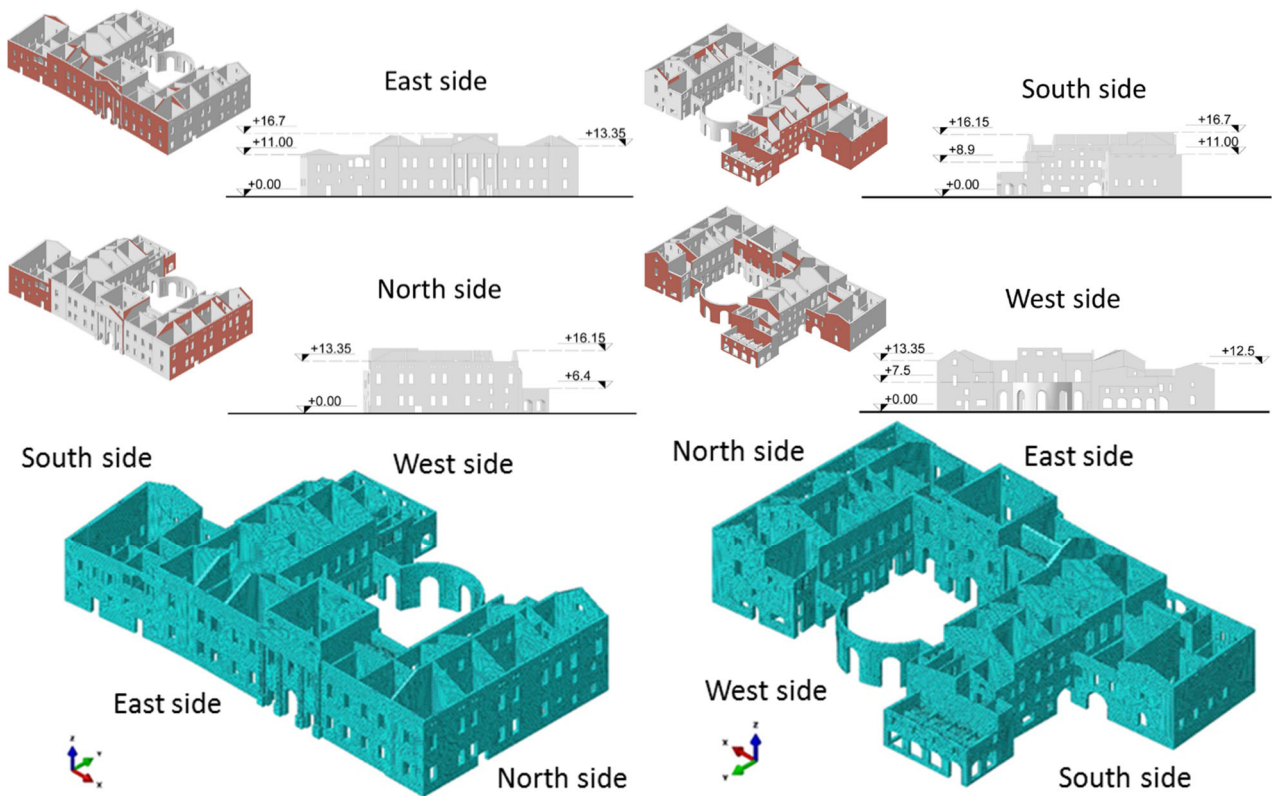 East side
+16.7
+11.00
+13.35
+0.00
South side
+16.15
+16.7
+8.9
+11.00
+0.00
North side
+13.35
+16.15
+6.4
+0.00
West side
+13.35
+12.5
+7.5
+0.00
South side
West side
East side
North side
Z
Y
X
North side
East side
West side
South side
Z
X
Y